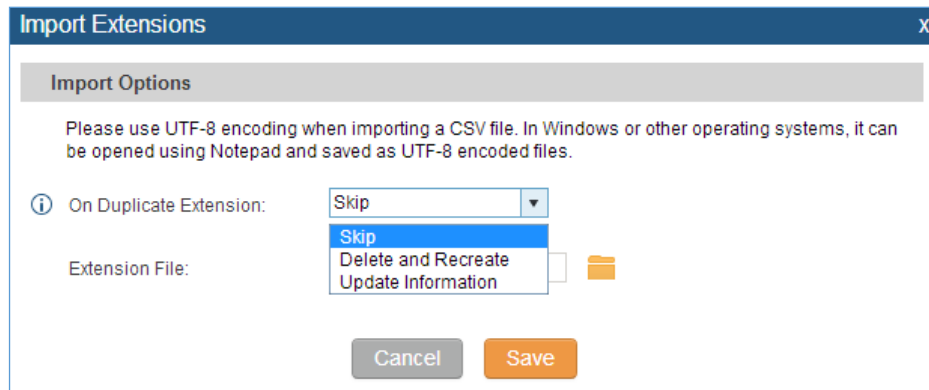 Import Extensions x
Import Options
Please use UTF-8 encoding when importing a CSV file. In Windows or other operating systems, it can
be opened using Notepad and saved as UTF-8 encoded files.
On Duplicate Extension: Skip
Skip
Delete and Recreate
Extension File:
Update Information
Cancel Save